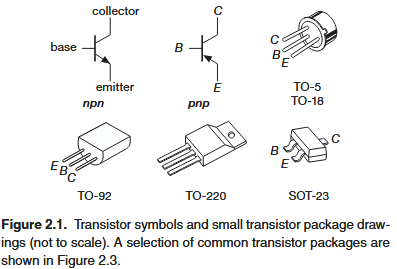 collector
base
emitter
npn
C
B
E
pnp
C
B
E
TO-5
TO-18
E
B
C
TO-92
TO-220
B
E
C
SOT-23
Figure 2.1. Transistor symbols and small transistor package draw-
ings (not to scale). A selection of common transistor packages are
shown in Figure 2.3.